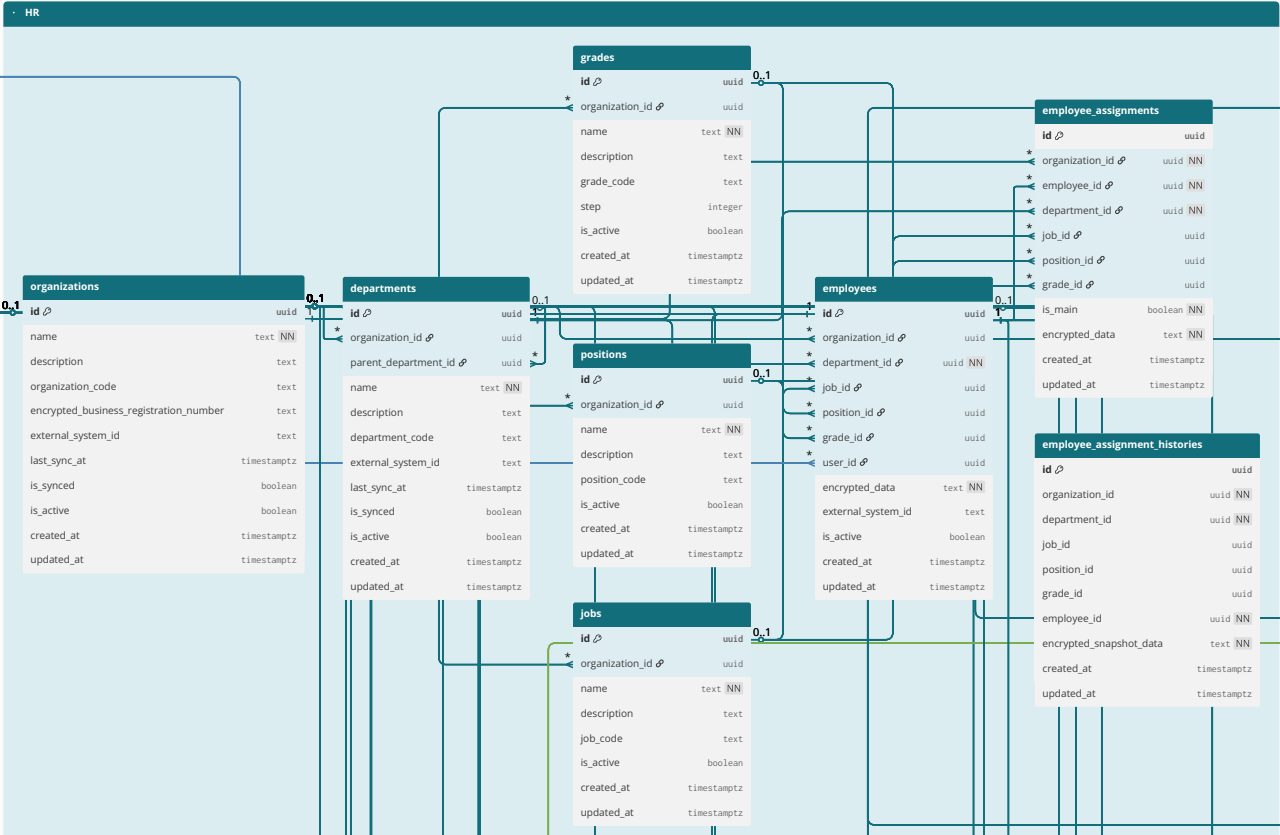 HR
grades
id uuid
organization_id uuid
name text NN
description text
grade_code text
step integer
is_active boolean
created_at timestamptz
updated_at timestamptz
0..1
*
employee_assignments
id uuid
organization_id uuid NN
employee_id uuid NN
department_id uuid NN
job_id uuid
position_id uuid
grade_id uuid
is_main boolean NN
encrypted_data text NN
created_at timestamptz
updated_at timestamptz
*
*
*
*
*
*
organizations
id uuid
name text NN
description text
organization_code text
encrypted_business_registration_number text
external_system_id text
last_sync_at timestamptz
is_synced boolean
is_active boolean
created_at timestamptz
updated_at timestamptz
0..1
0..1
1
departments
id uuid
organization_id uuid
parent_department_id uuid
name text NN
description text
department_code text
external_system_id text
last_sync_at timestamptz
is_synced boolean
is_active boolean
created_at timestamptz
updated_at timestamptz
*
0..1
1
*
positions
id uuid
organization_id uuid
name text NN
description text
position_code text
is_active boolean
created_at timestamptz
updated_at timestamptz
0..1
*
employees
id uuid
organization_id uuid
department_id uuid NN
job_id uuid
position_id uuid
grade_id uuid
user_id uuid
encrypted_data text NN
external_system_id text
is_active boolean
created_at timestamptz
updated_at timestamptz
1
*
*
*
*
*
*
0..1
1
employee_assignment_histories
id uuid
organization_id uuid NN
department_id uuid NN
job_id uuid
position_id uuid
grade_id uuid
employee_id uuid NN
encrypted_snapshot_data text NN
created_at timestamptz
updated_at timestamptz
jobs
id uuid
organization_id uuid
name text NN
description text
job_code text
is_active boolean
created_at timestamptz
updated_at timestamptz
0..1
*